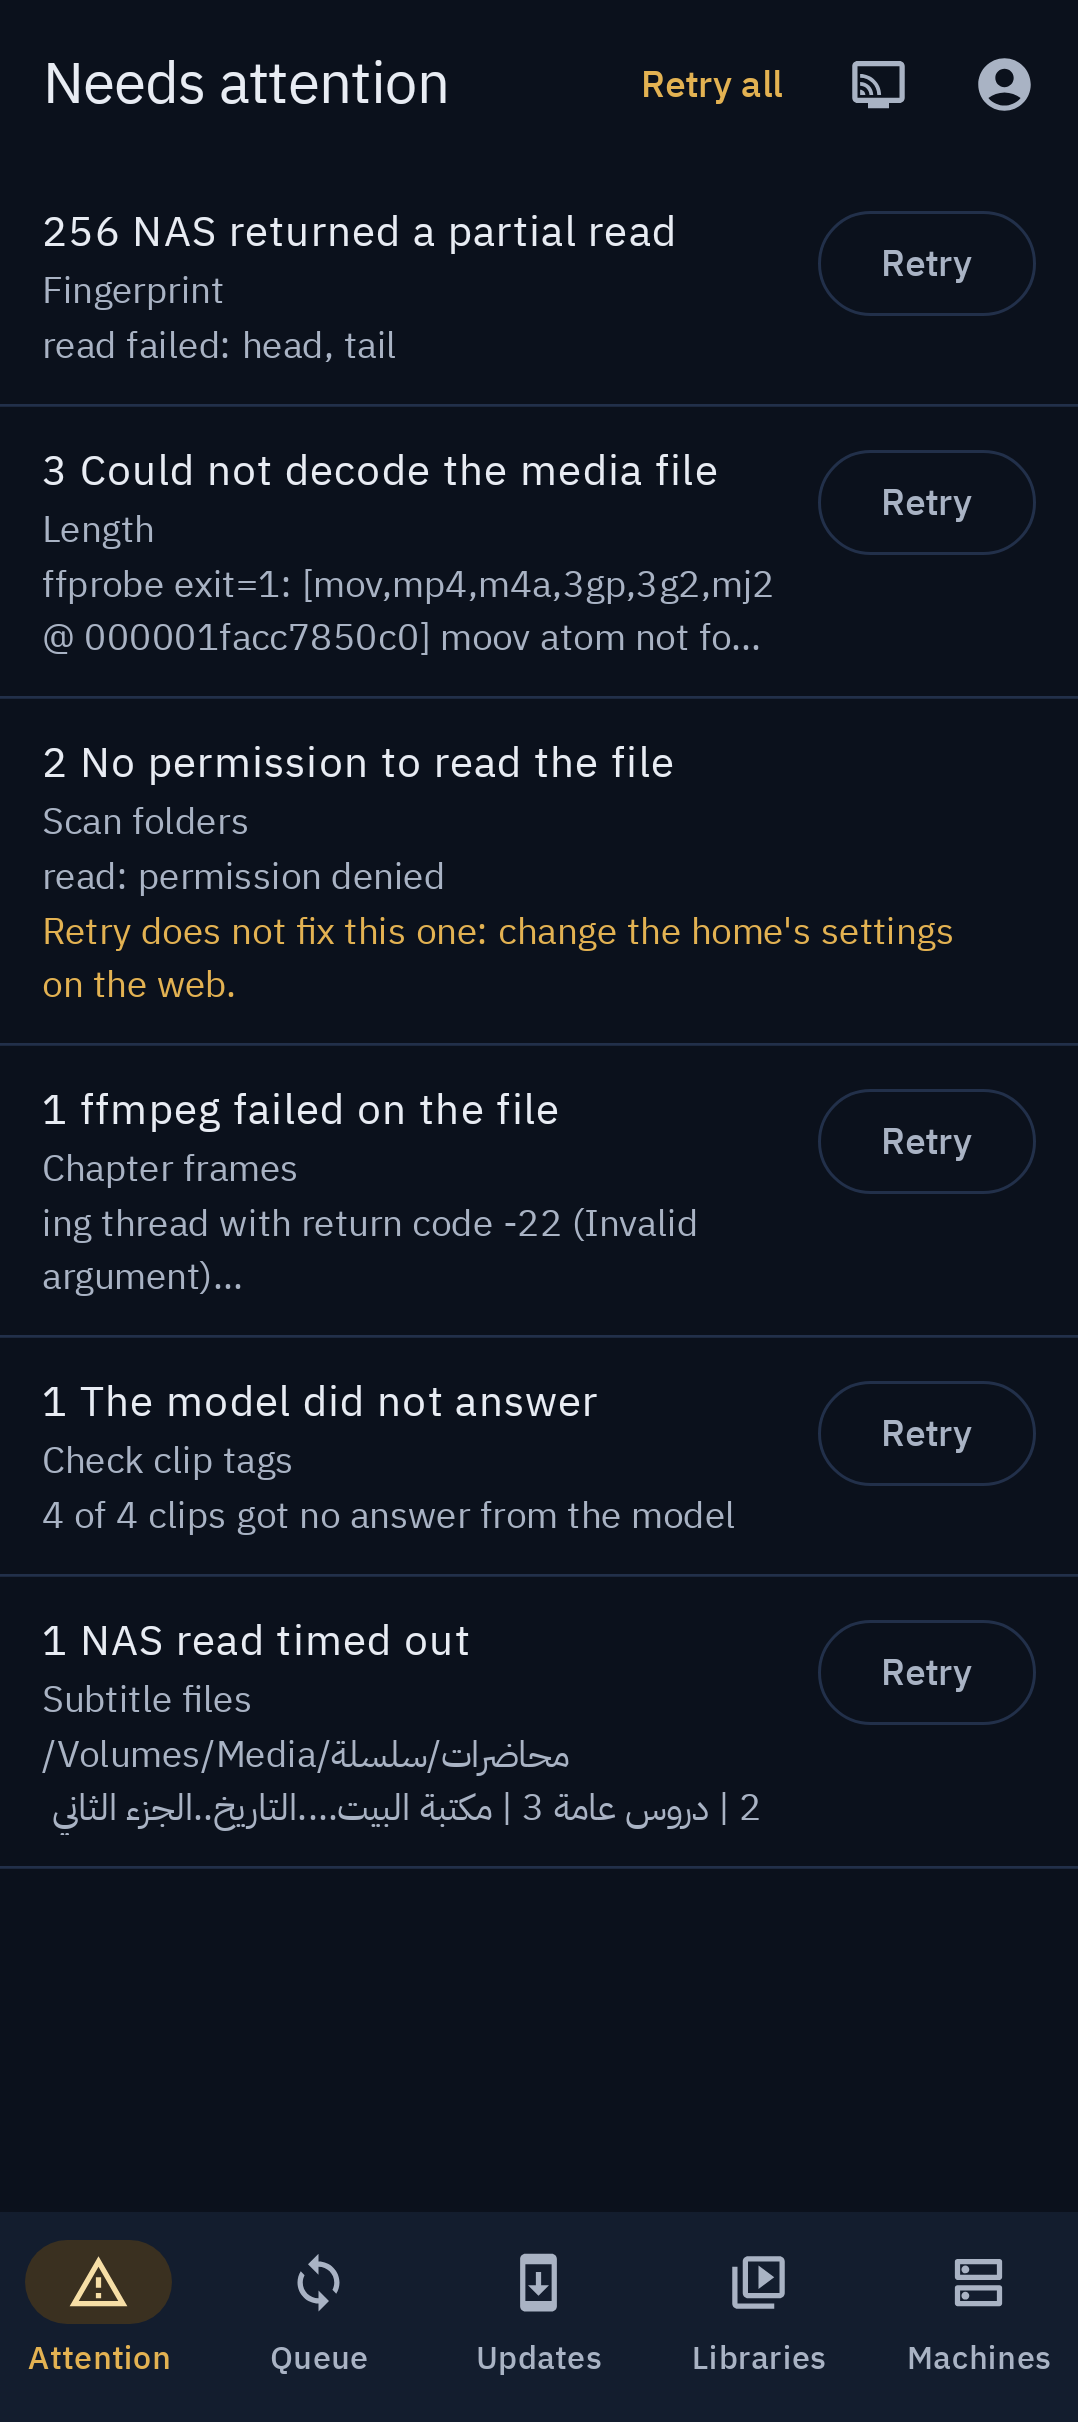 Needs attention
Retry all
256 NAS returned a partial read
Retry
Fingerprint
read failed: head, tail
3 Could not decode the media file
Retry
Length
ffprobe exit=1: [mov,mp4,m4a,3gp,3g2,mj2
@ 000001facc7850c0] moov atom not fo...
2 No permission to read the file
Scan folders
read: permission denied
Retry does not fix this one: change the home's settings
on the web.
1 ffmpeg failed on the file
Retry
Chapter frames
ing thread with return code -22 (Invalid
argument)...
1 The model did not answer
Retry
Check clip tags
4 of 4 clips got no answer from the model
1 NAS read timed out
Retry
Subtitle files
/Volumes/Media/محاضرات/سلسلة
2 | دروس عامة 3 | مكتبة البيت....التاريخ..الجزء الثاني
Attention
Queue
Updates
Libraries
Machines